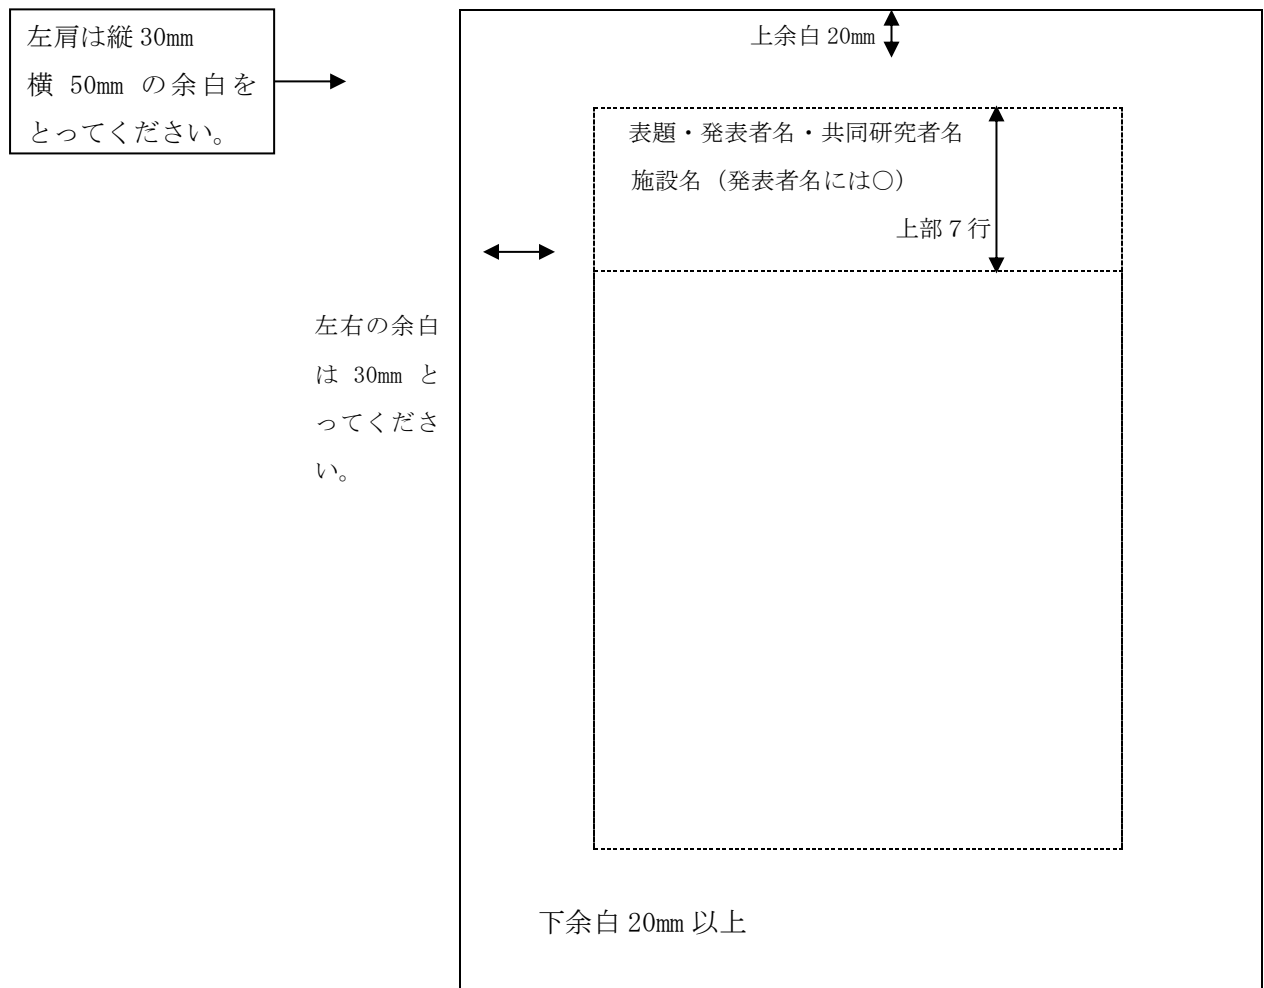 左肩は縦 30mm
横 50mm の余白を
とってください。
上余白 20mm
表題・発表者名・共同研究者名
施設名（発表者名には○）
上部７行
左右の余白
は 30mm と
ってくださ
い。
下余白 20mm 以上